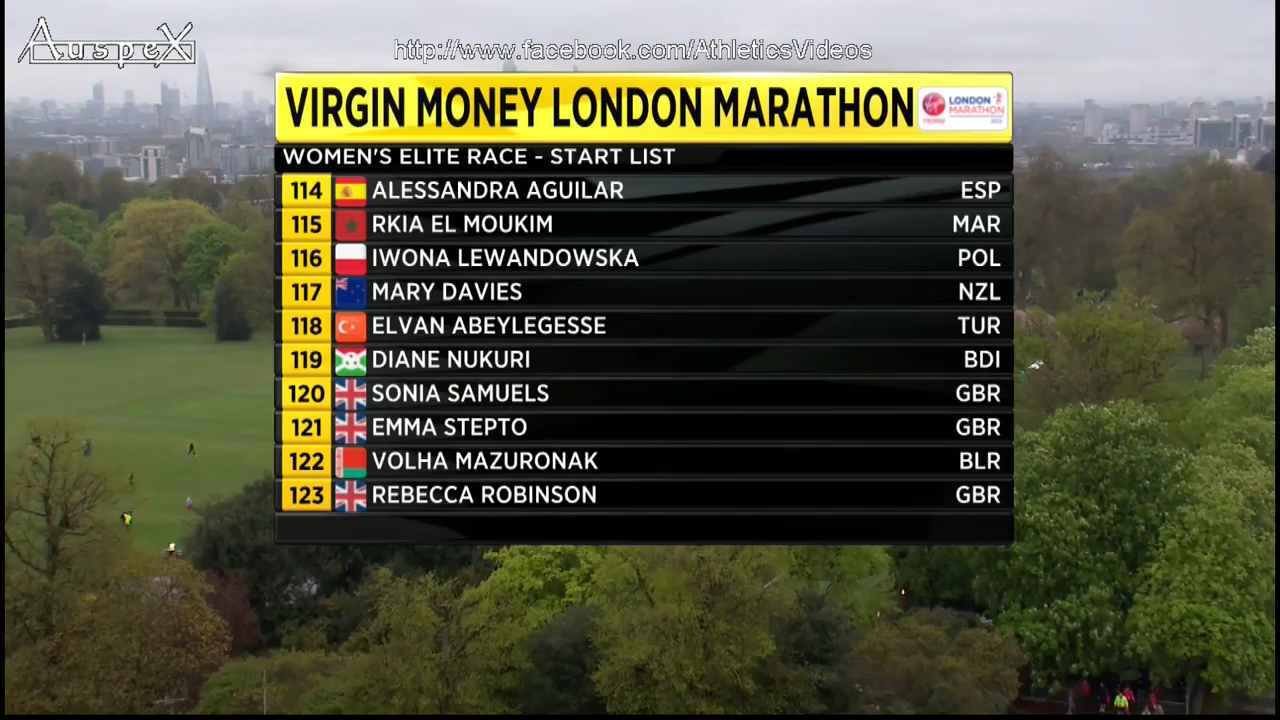 AuspeX
http://www.facebook.com/AthleticsVideos
VIRGIN MONEY LONDON MARATHON
LONDON
MARATHON
WOMEN'S ELITE RACE - START LIST
114 ALESSANDRA AGUILAR ESP
115 RKIA EL MOUKIM MAR
116 IWONA LEWANDOWSKA POL
117 MARY DAVIES NZL
118 ELVAN ABEYLEGESSE TUR
119 DIANE NUKURI BDI
120 SONIA SAMUELS GBR
121 EMMA STEPTO GBR
122 VOLHA MAZURONAK BLR
123 REBECCA ROBINSON GBR